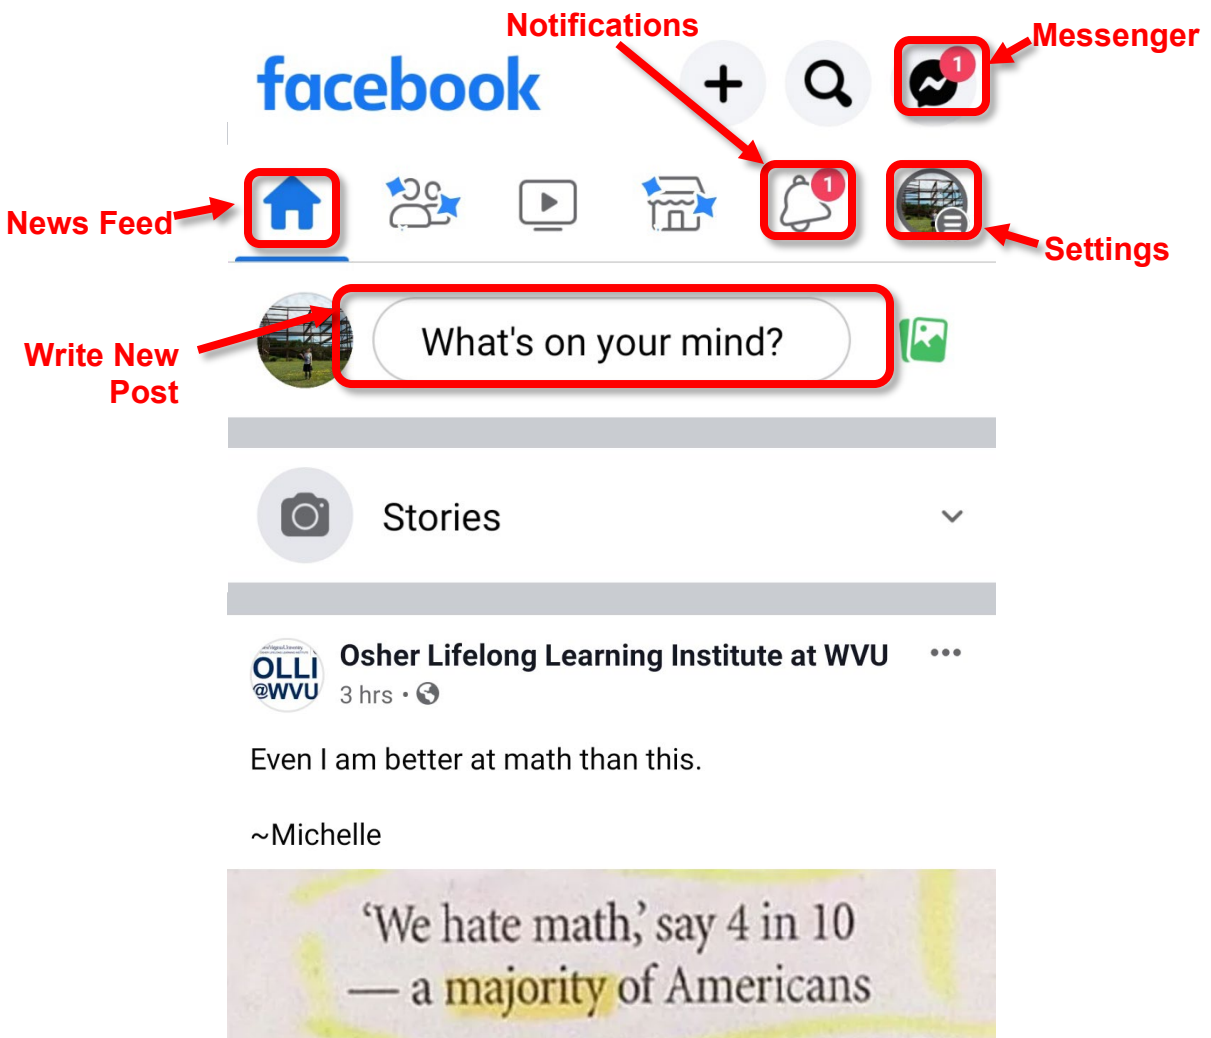 Notifications
Messenger
facebook
1
1
News Feed
Settings
What's on your mind?
Write New
Post
Stories
OLLI
@WVU
Osher Lifelong Learning Institute at WVU
3 hrs •
Even I am better at math than this.
~Michelle
‘We hate math,’ say 4 in 10
— a majority of Americans